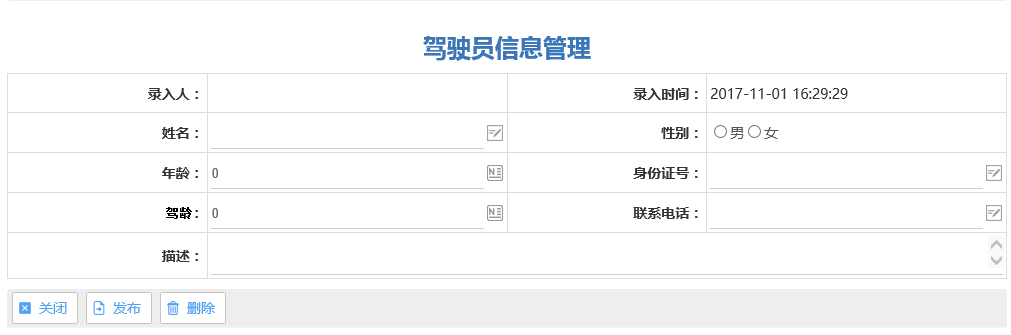 驾驶员信息管理
录入人： 录入时间： 2017-11-01 16:29:29
姓名： 性别： 男 女
年龄： 0 身份证号：
驾龄： 0 联系电话：
描述：
关闭 发布 删除